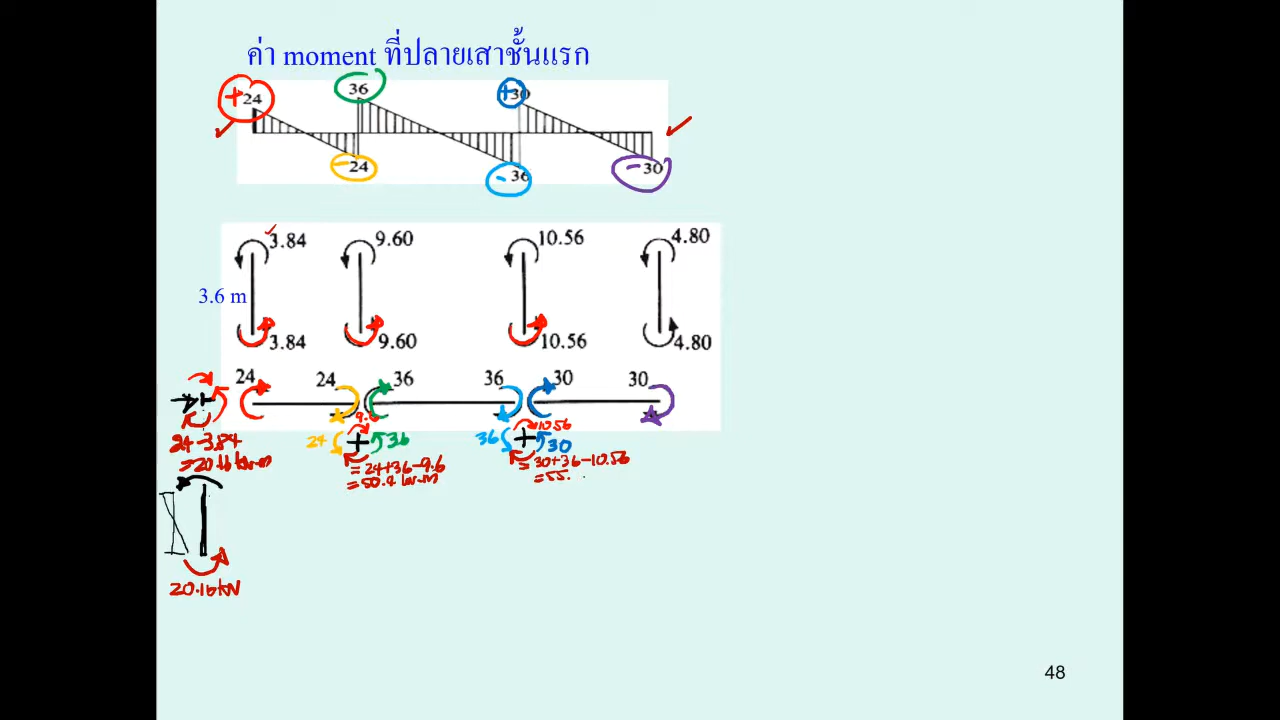 ค่า moment ที่ปลายเสาชั้นแรก
+24 36 +30
-24 -36 -30
3.84 9.60 10.56 4.80
3.6 m
3.84 9.60 10.56 4.80
24 24 36 36 30 30
9.6 10.56
24 36 36 30
24-3.84
=20.16 kN-m
=24+36-9.6
=50.4 kN-m
=30+36-10.56
=55.
20.16kN
48